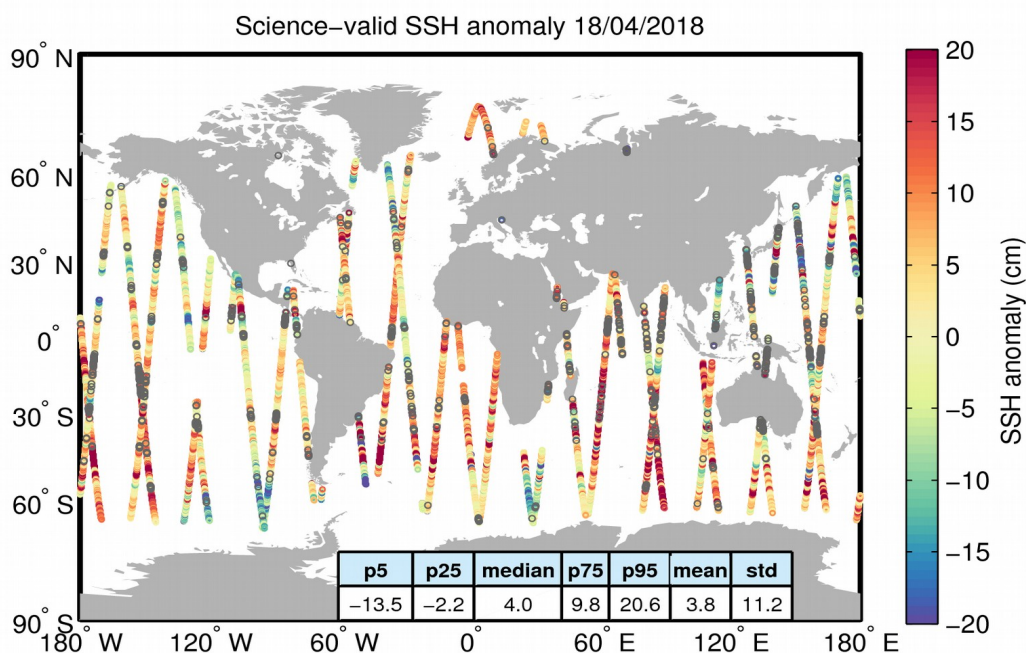 Science−valid SSH anomaly 18/04/2018
90° N
60° N
30° N
0°
30° S
60° S
90° S
180° W
120° W
60° W
0°
60° E
120° E
180° E
p5 p25 median p75 p95 mean std
−13.5 −2.2 4.0 9.8 20.6 3.8 11.2
20
15
10
5
0
−5
−10
−15
−20
SSH anomaly (cm)